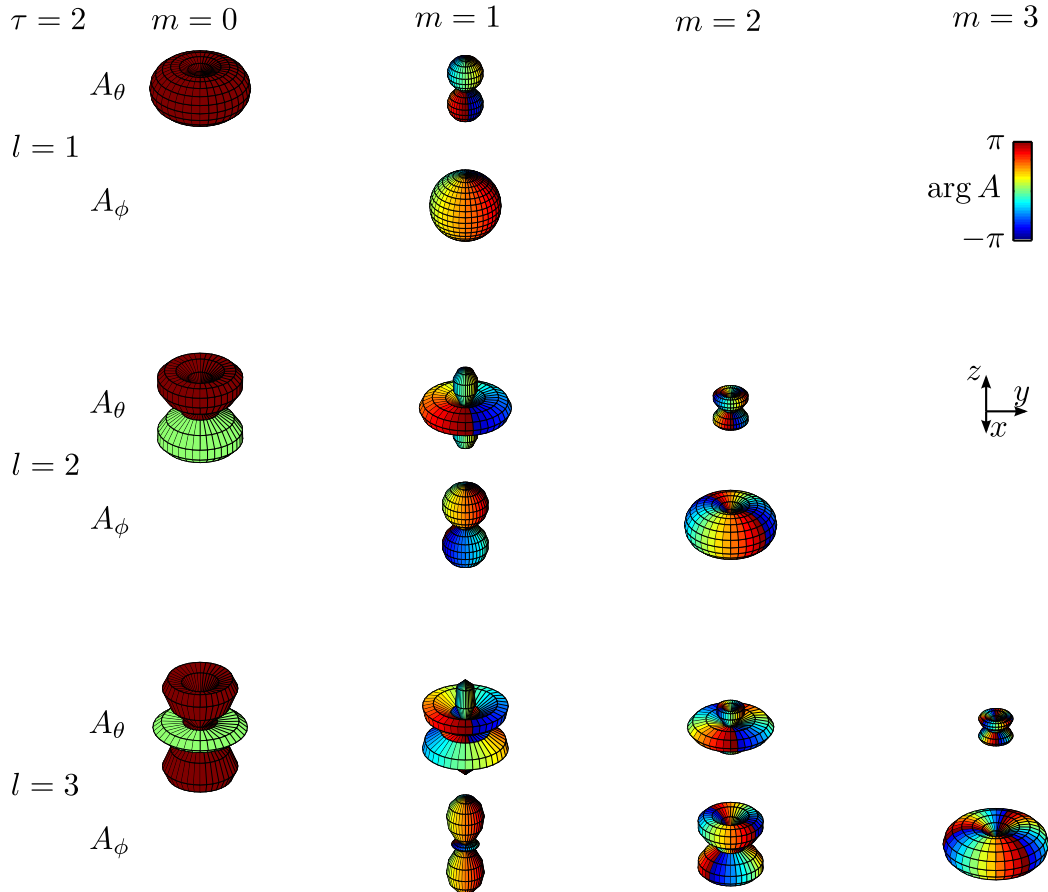 τ = 2 m = 0 m = 1 m = 2 m = 3
A_θ
l = 1
A_ϕ
π
arg A
−π
A_θ
l = 2
A_ϕ
z
y
x
A_θ
l = 3
A_ϕ